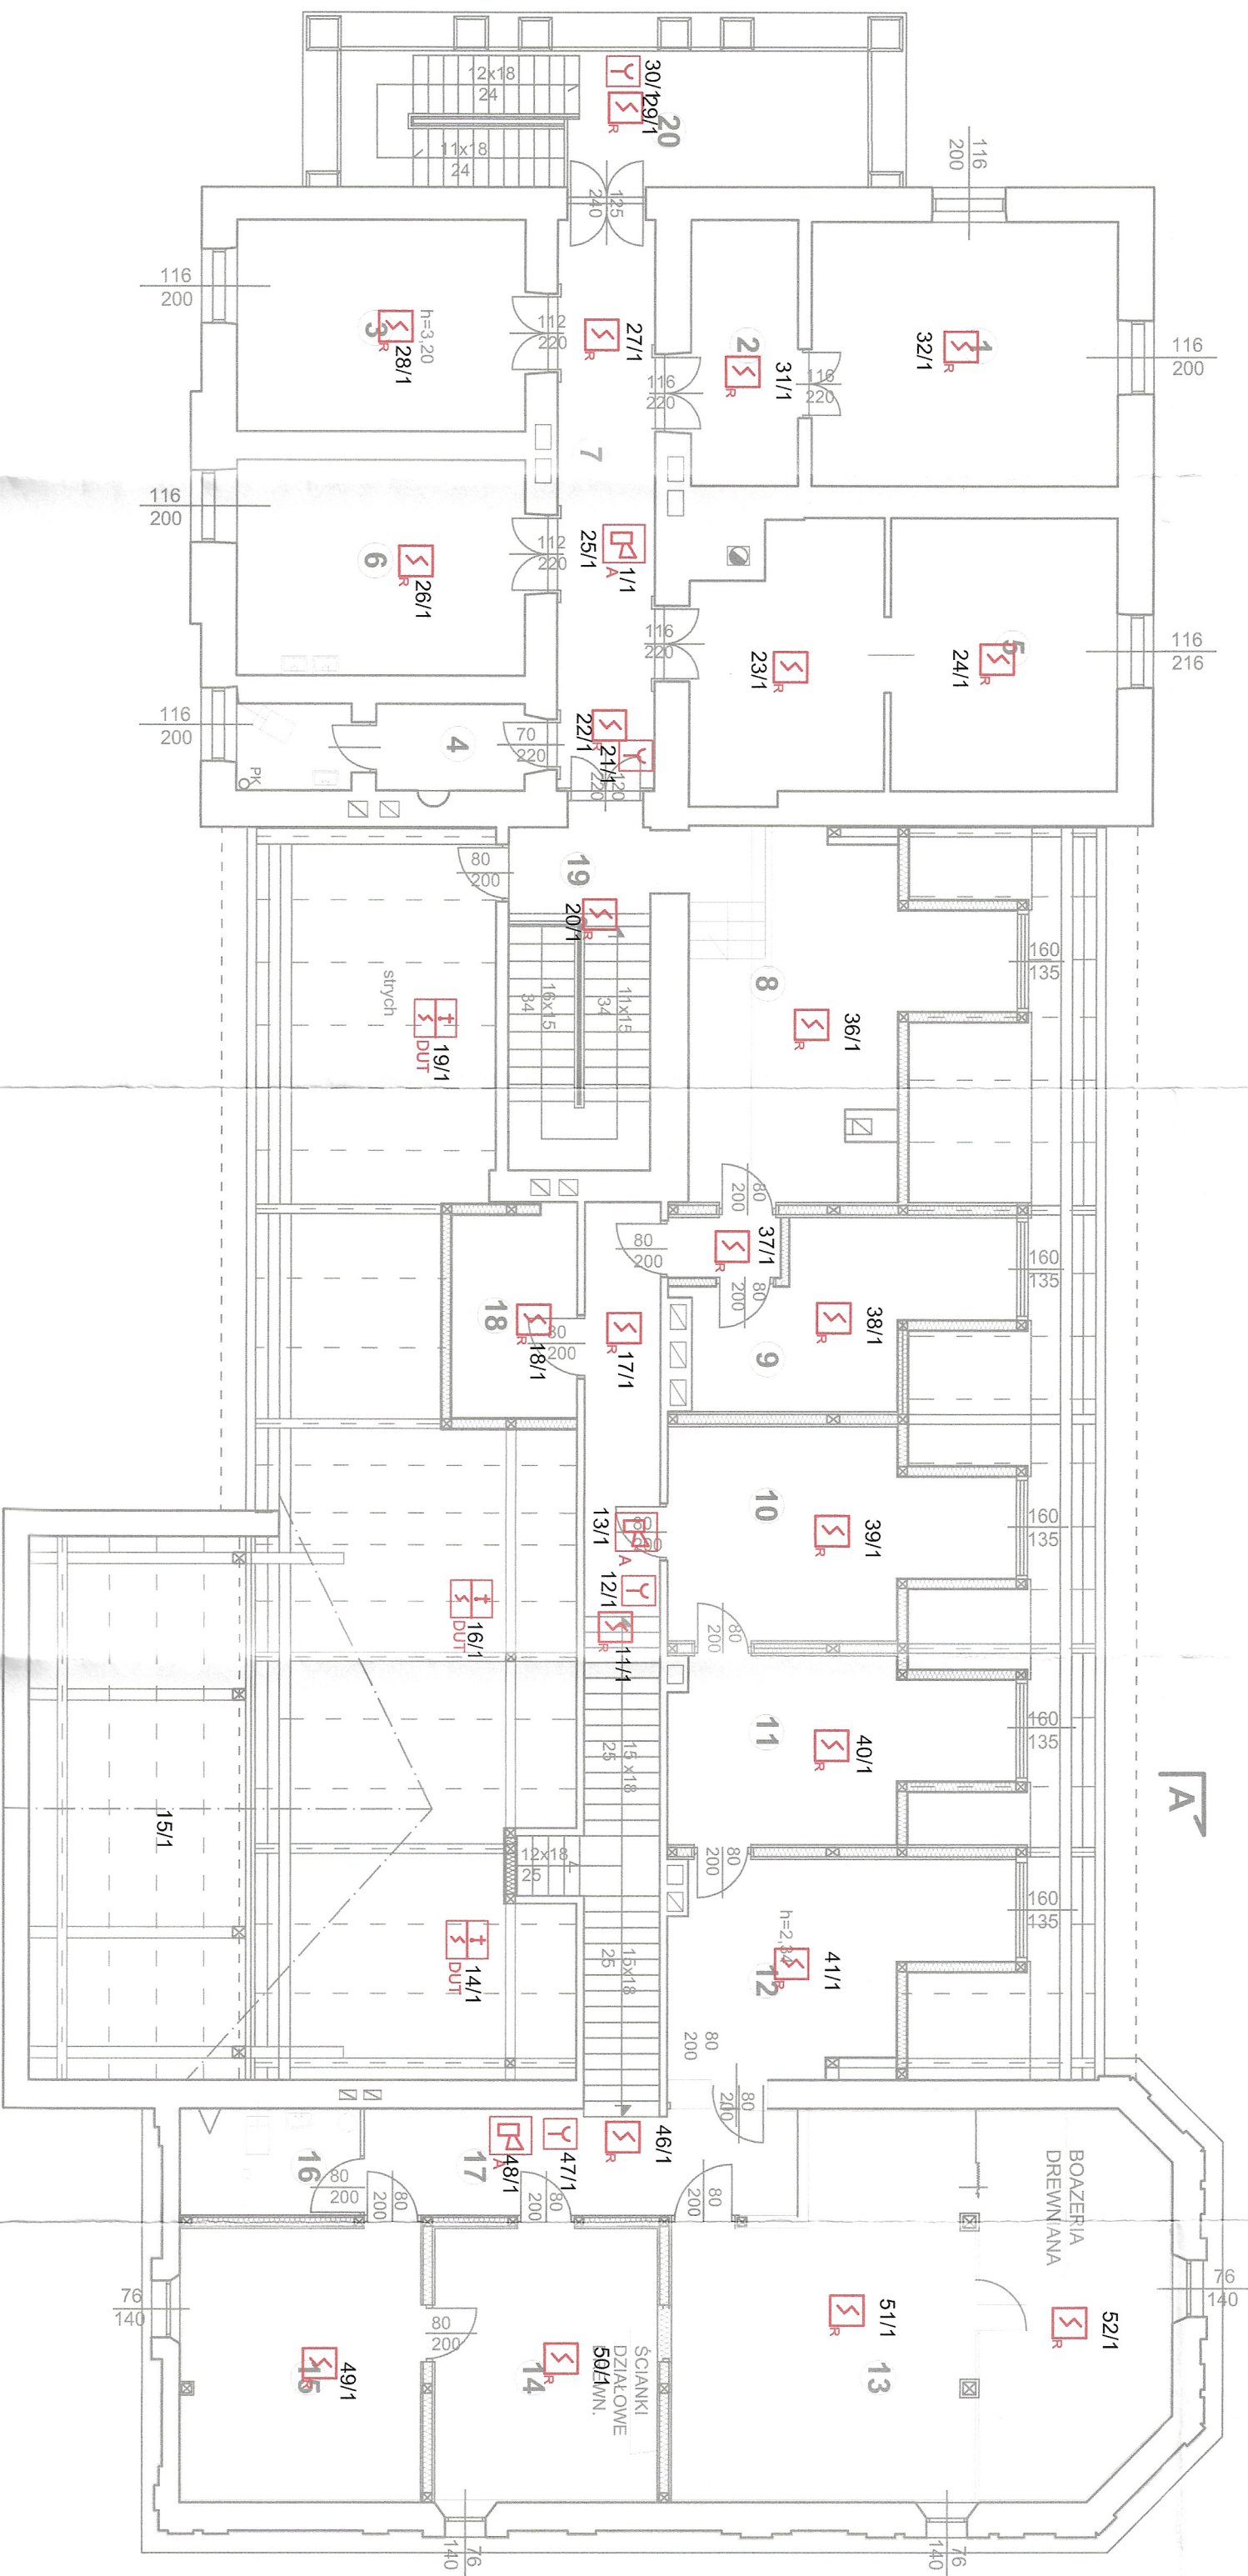 12x18
24
11x18
24
30/1
29/1
R
20
125
240
116
200
116
200
h=3,20
3
R
28/1
112
220
27/1
R
116
220
2
31/1
R
116
220
1
32/1
R
116
200
7
116
200
6
26/1
R
112
220
25/1
1/1
A
116
220
23/1
R
5
24/1
R
116
216
116
200
4
70
220
PK
22/1
R
21/1
120
220
80
200
19
20/1
R
strych
19/1
DUT
16x15
34
11x15
34
8
36/1
R
160
135
80
200
37/1
R
80
200
80
200
38/1
R
9
160
135
18
18/1
R
80
200
17/1
R
10
39/1
R
160
135
13/1
80
200
A
12/1
11/1
R
16/1
DUT
80
200
11
40/1
R
160
135
15 x18
25
A
15/1
12x18
25
80
200
14/1
DUT
15x18
25
h=2,34
41/1
R
12
160
135
80
200
80
200
16
80
200
80
200
17
48/1
A
47/1
80
200
46/1
R
80
200
BOAZERIA
DREWNIANA
76
140
76
140
15
49/1
R
80
200
14
50/1
R
ŚCIANKI
DZIAŁOWE
DREWN.
51/1
R
13
52/1
R
76
140
76
140